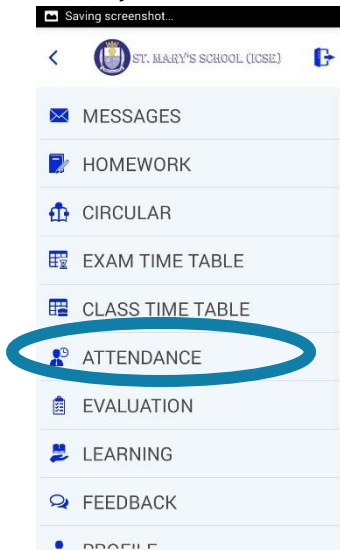 Saving screenshot...
ST. MARY'S SCHOOL (ICSE)
MESSAGES
HOMEWORK
CIRCULAR
EXAM TIME TABLE
CLASS TIME TABLE
ATTENDANCE
EVALUATION
LEARNING
FEEDBACK
PROFILE